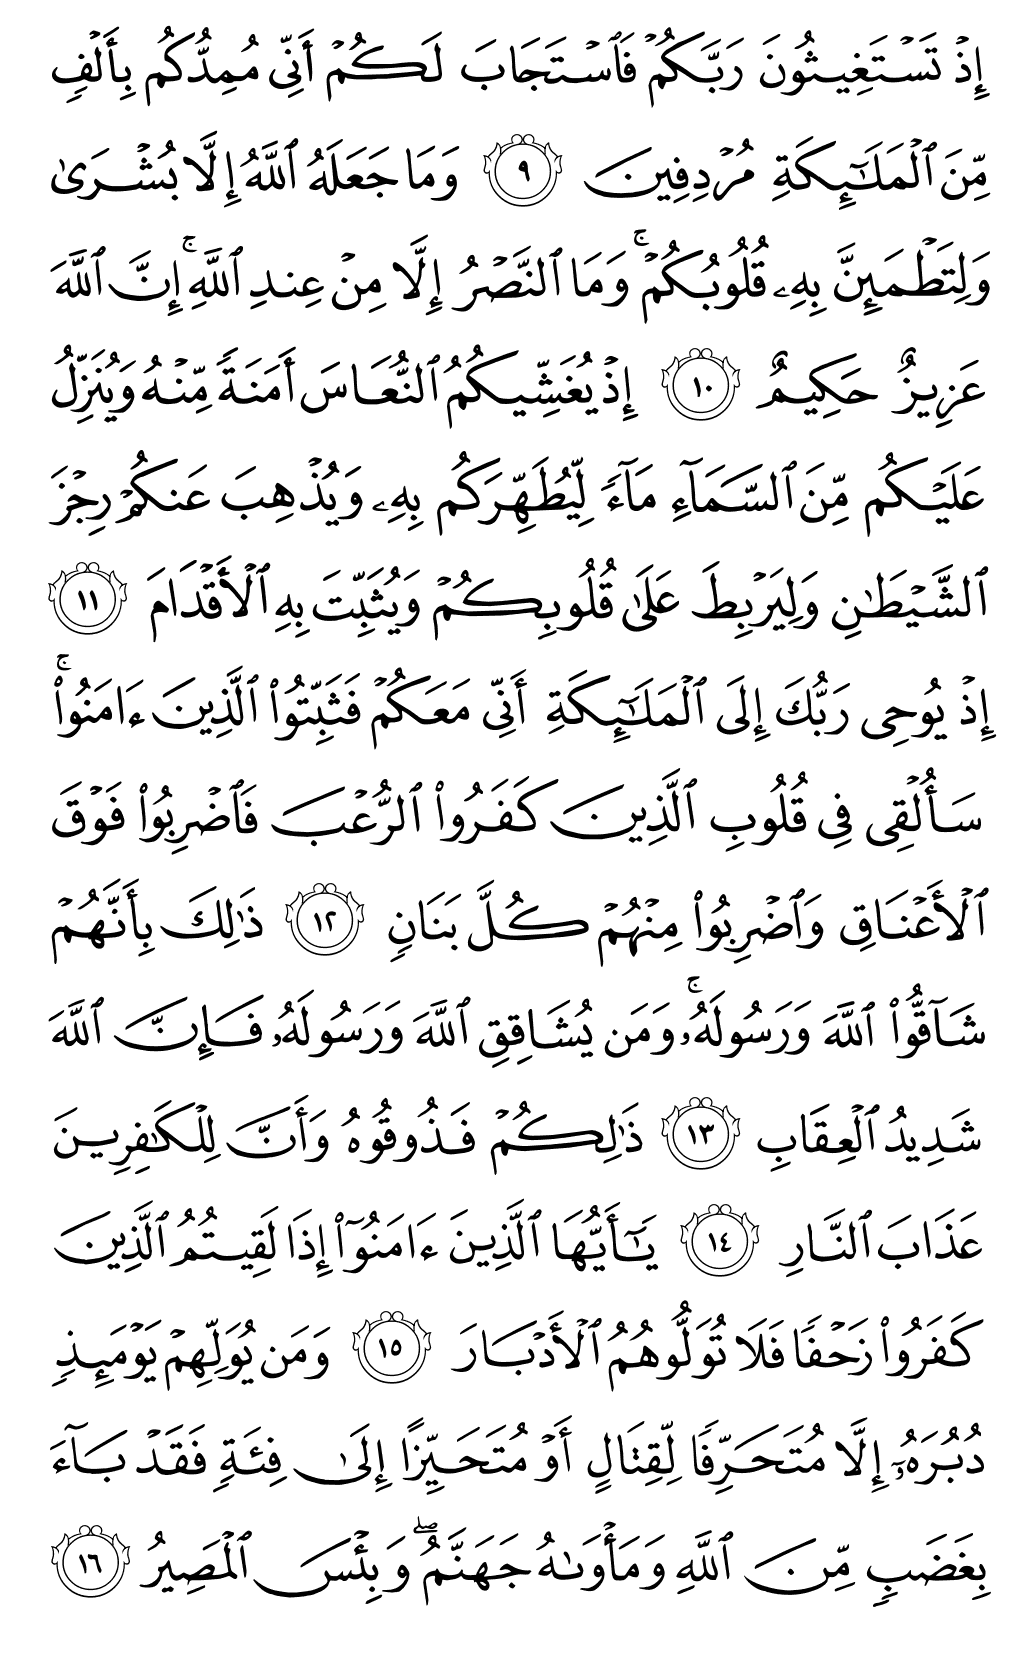 إِذْ تَسْتَغِيثُونَ رَبَّكُمْ فَٱسْتَجَابَ لَكُمْ أَنِّى مُمِدُّكُم بِأَلْفٍ
مِّنَ ٱلْمَلَـٰٓئِكَةِ مُرْدِفِينَ ٩ وَمَا جَعَلَهُ ٱللَّهُ إِلَّا بُشْرَىٰ
وَلِتَطْمَئِنَّ بِهِۦ قُلُوبُكُمْ ۚ وَمَا ٱلنَّصْرُ إِلَّا مِنْ عِندِ ٱللَّهِ ۚ إِنَّ ٱللَّهَ
عَزِيزٌ حَكِيمٌ ١٠ إِذْ يُغَشِّيكُمُ ٱلنُّعَاسَ أَمَنَةً مِّنْهُ وَيُنَزِّلُ
عَلَيْكُم مِّنَ ٱلسَّمَآءِ مَآءً لِّيُطَهِّرَكُم بِهِۦ وَيُذْهِبَ عَنكُمْ رِجْزَ
ٱلشَّيْطَـٰنِ وَلِيَرْبِطَ عَلَىٰ قُلُوبِكُمْ وَيُثَبِّتَ بِهِ ٱلْأَقْدَامَ ١١
إِذْ يُوحِى رَبُّكَ إِلَى ٱلْمَلَـٰٓئِكَةِ أَنِّى مَعَكُمْ فَثَبِّتُوا۟ ٱلَّذِينَ ءَامَنُوا۟ ۚ
سَأُلْقِى فِى قُلُوبِ ٱلَّذِينَ كَفَرُوا۟ ٱلرُّعْبَ فَٱضْرِبُوا۟ فَوْقَ
ٱلْأَعْنَاقِ وَٱضْرِبُوا۟ مِنْهُمْ كُلَّ بَنَانٍ ١٢ ذَٰلِكَ بِأَنَّهُمْ
شَآقُّوا۟ ٱللَّهَ وَرَسُولَهُۥ ۚ وَمَن يُشَاقِقِ ٱللَّهَ وَرَسُولَهُۥ فَإِنَّ ٱللَّهَ
شَدِيدُ ٱلْعِقَابِ ١٣ ذَٰلِكُمْ فَذُوقُوهُ وَأَنَّ لِلْكَـٰفِرِينَ
عَذَابَ ٱلنَّارِ ١٤ يَـٰٓأَيُّهَا ٱلَّذِينَ ءَامَنُوٓا۟ إِذَا لَقِيتُمُ ٱلَّذِينَ
كَفَرُوا۟ زَحْفًا فَلَا تُوَلُّوهُمُ ٱلْأَدْبَارَ ١٥ وَمَن يُوَلِّهِمْ يَوْمَئِذٍ
دُبُرَهُۥٓ إِلَّا مُتَحَرِّفًا لِّقِتَالٍ أَوْ مُتَحَيِّزًا إِلَىٰ فِئَةٍ فَقَدْ بَآءَ
بِغَضَبٍ مِّنَ ٱللَّهِ وَمَأْوَىٰهُ جَهَنَّمُ ۖ وَبِئْسَ ٱلْمَصِيرُ ١٦